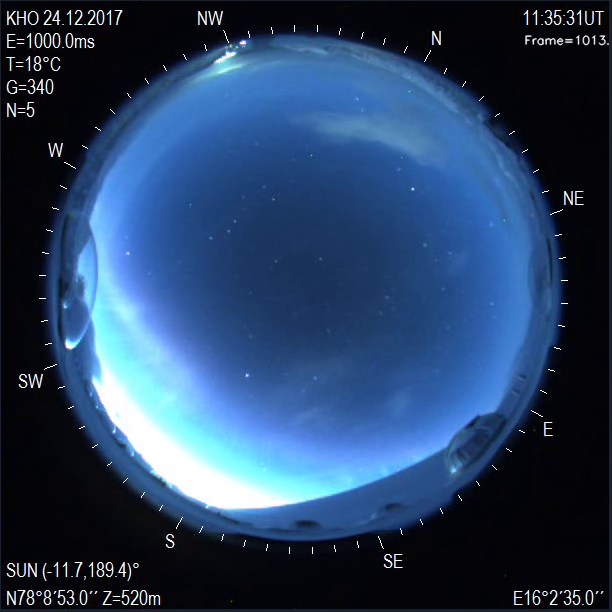 KHO 24.12.2017
E=1000.0ms
T=18°C
G=340
N=5
11:35:31UT
Frame=1013.
NW
N
W
NE
SW
E
S
SE
SUN (-11.7,189.4)°
N78°8´53.0´´ Z=520m
E16°2´35.0´´